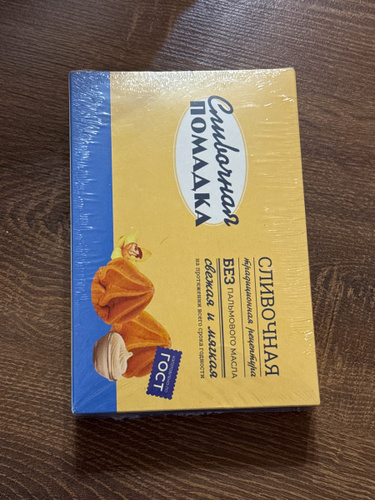 Сливочная
ПОМАДКА
СЛИВОЧНАЯ
традиционная рецептура
БЕЗ ПАЛЬМОВОГО МАСЛА
свежая и мягкая
на протяжении всего срока годности
ГОСТ